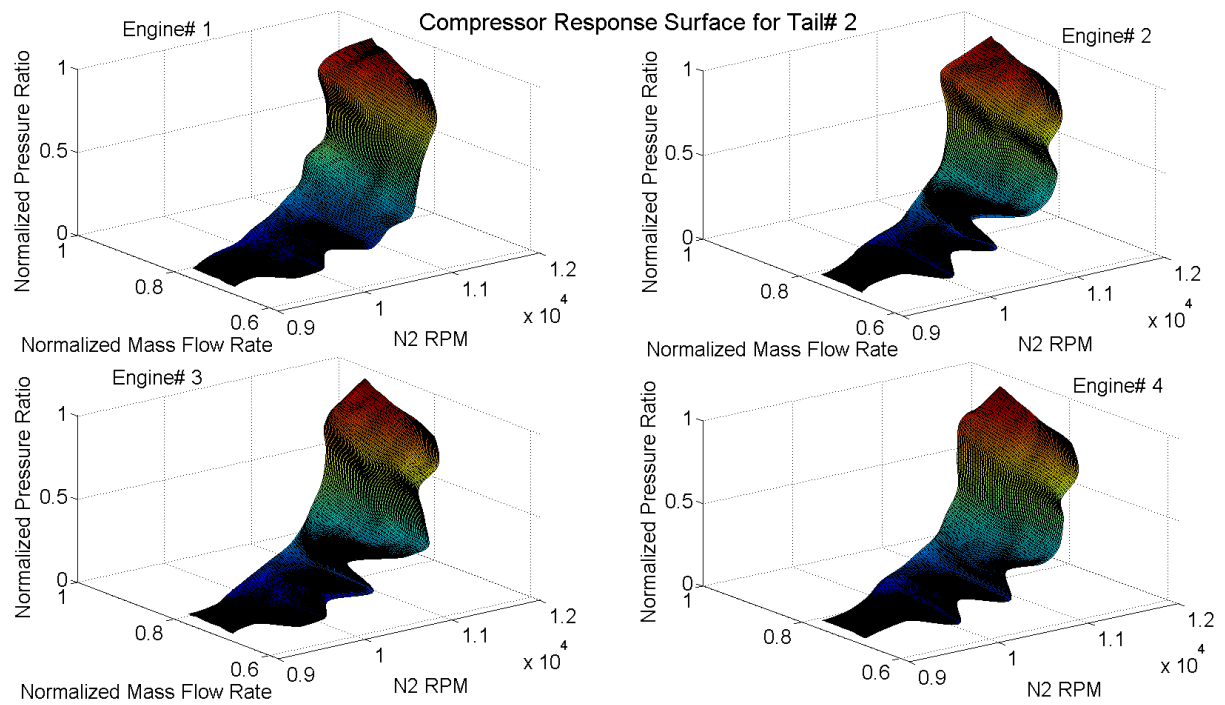 Compressor Response Surface for Tail# 2
Engine# 1
Normalized Pressure Ratio
1
0.5
0
1
0.8
0.6
Normalized Mass Flow Rate
0.9
1
1.1
1.2
x 10^4
N2 RPM
Engine# 2
Normalized Pressure Ratio
1
0.5
0
1
0.8
0.6
Normalized Mass Flow Rate
0.9
1
1.1
1.2
x 10^4
N2 RPM
Engine# 3
Normalized Pressure Ratio
1
0.5
0
1
0.8
0.6
Normalized Mass Flow Rate
0.9
1
1.1
1.2
x 10^4
N2 RPM
Engine# 4
Normalized Pressure Ratio
1
0.5
0
1
0.8
0.6
Normalized Mass Flow Rate
0.9
1
1.1
1.2
x 10^4
N2 RPM